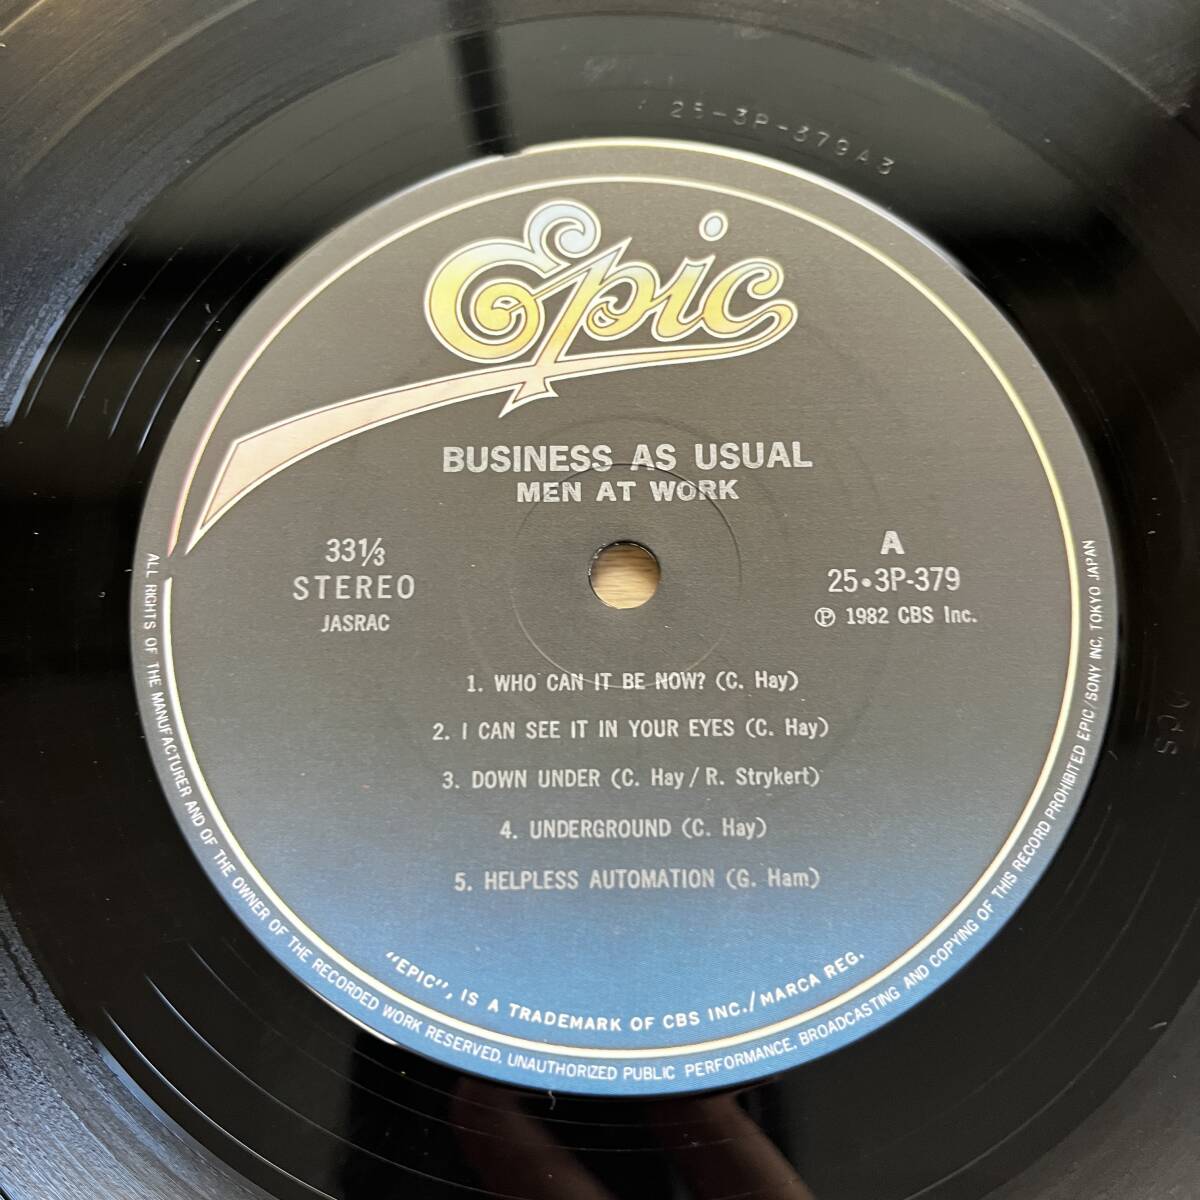 25-3P-379A3
Epic
BUSINESS AS USUAL
MEN AT WORK
33⅓
STEREO
JASRAC
A
25•3P-379
Ⓟ 1982 CBS Inc.
1. WHO CAN IT BE NOW? (C. Hay)
2. I CAN SEE IT IN YOUR EYES (C. Hay)
3. DOWN UNDER (C. Hay / R. Strykert)
4. UNDERGROUND (C. Hay)
5. HELPLESS AUTOMATION (G. Ham)
"EPIC", IS A TRADEMARK OF CBS INC./MARCA REG.
ALL RIGHTS OF THE MANUFACTURER AND OF THE OWNER OF THE RECORDED WORK RESERVED. UNAUTHORIZED PUBLIC PERFORMANCE, BROADCASTING AND COPYING OF THIS RECORD PROHIBITED EPIC/SONY INC. TOKYO JAPAN